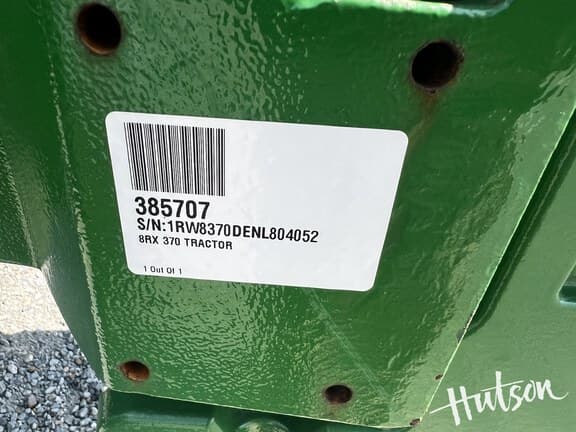 385707
S/N:1RW8370DENL804052
8RX 370 TRACTOR
1 Out Of 1
Hutson